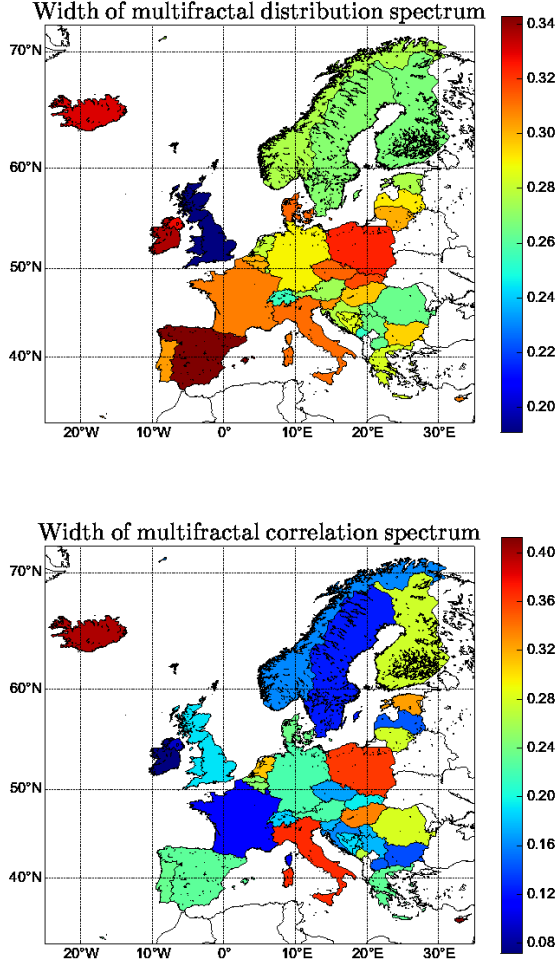 Width of multifractal distribution spectrum
70°N
60°N
50°N
40°N
20°W 10°W 0° 10°E 20°E 30°E
0.34
0.32
0.30
0.28
0.26
0.24
0.22
0.20
Width of multifractal correlation spectrum
70°N
60°N
50°N
40°N
20°W 10°W 0° 10°E 20°E 30°E
0.40
0.36
0.32
0.28
0.24
0.20
0.16
0.12
0.08